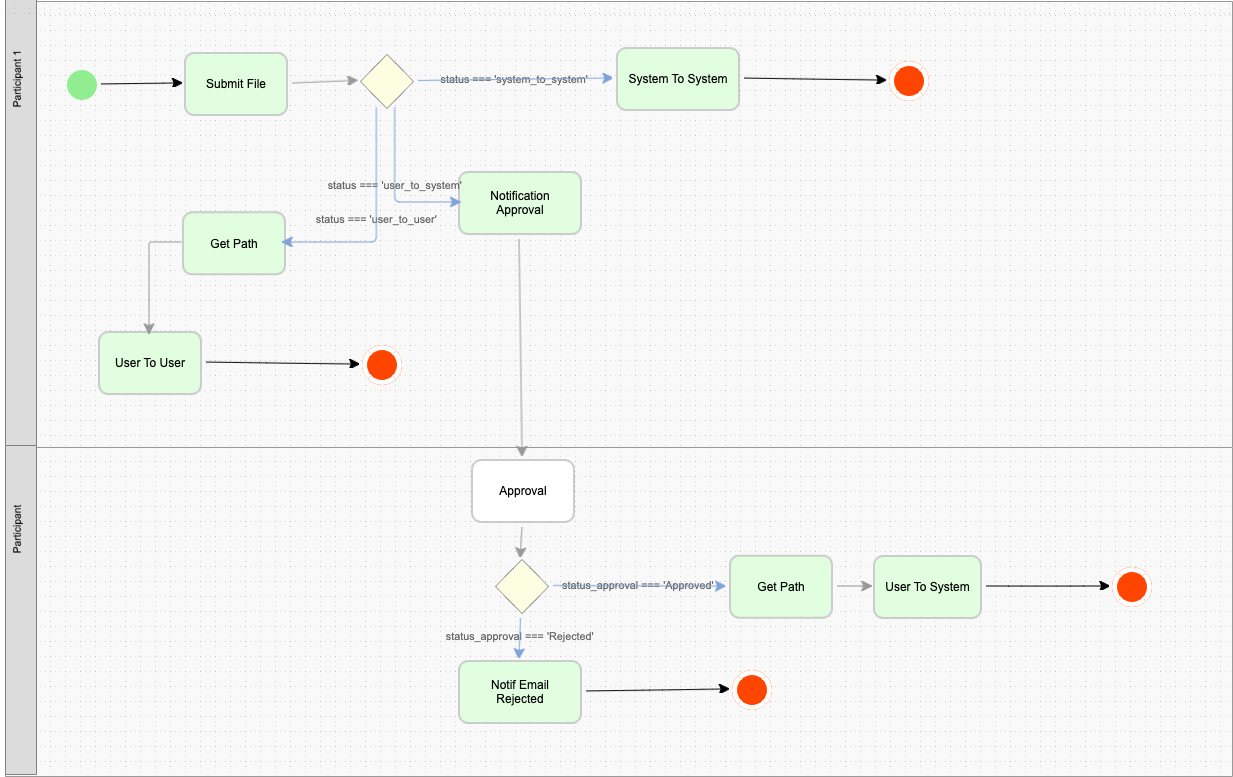 Participant 1
Submit File
status === 'system_to_system'
System To System
status === 'user_to_system'
Notification
Approval
status === 'user_to_user'
Get Path
User To User
Participant
Approval
status_approval === 'Approved'
Get Path
User To System
status_approval === 'Rejected'
Notif Email
Rejected